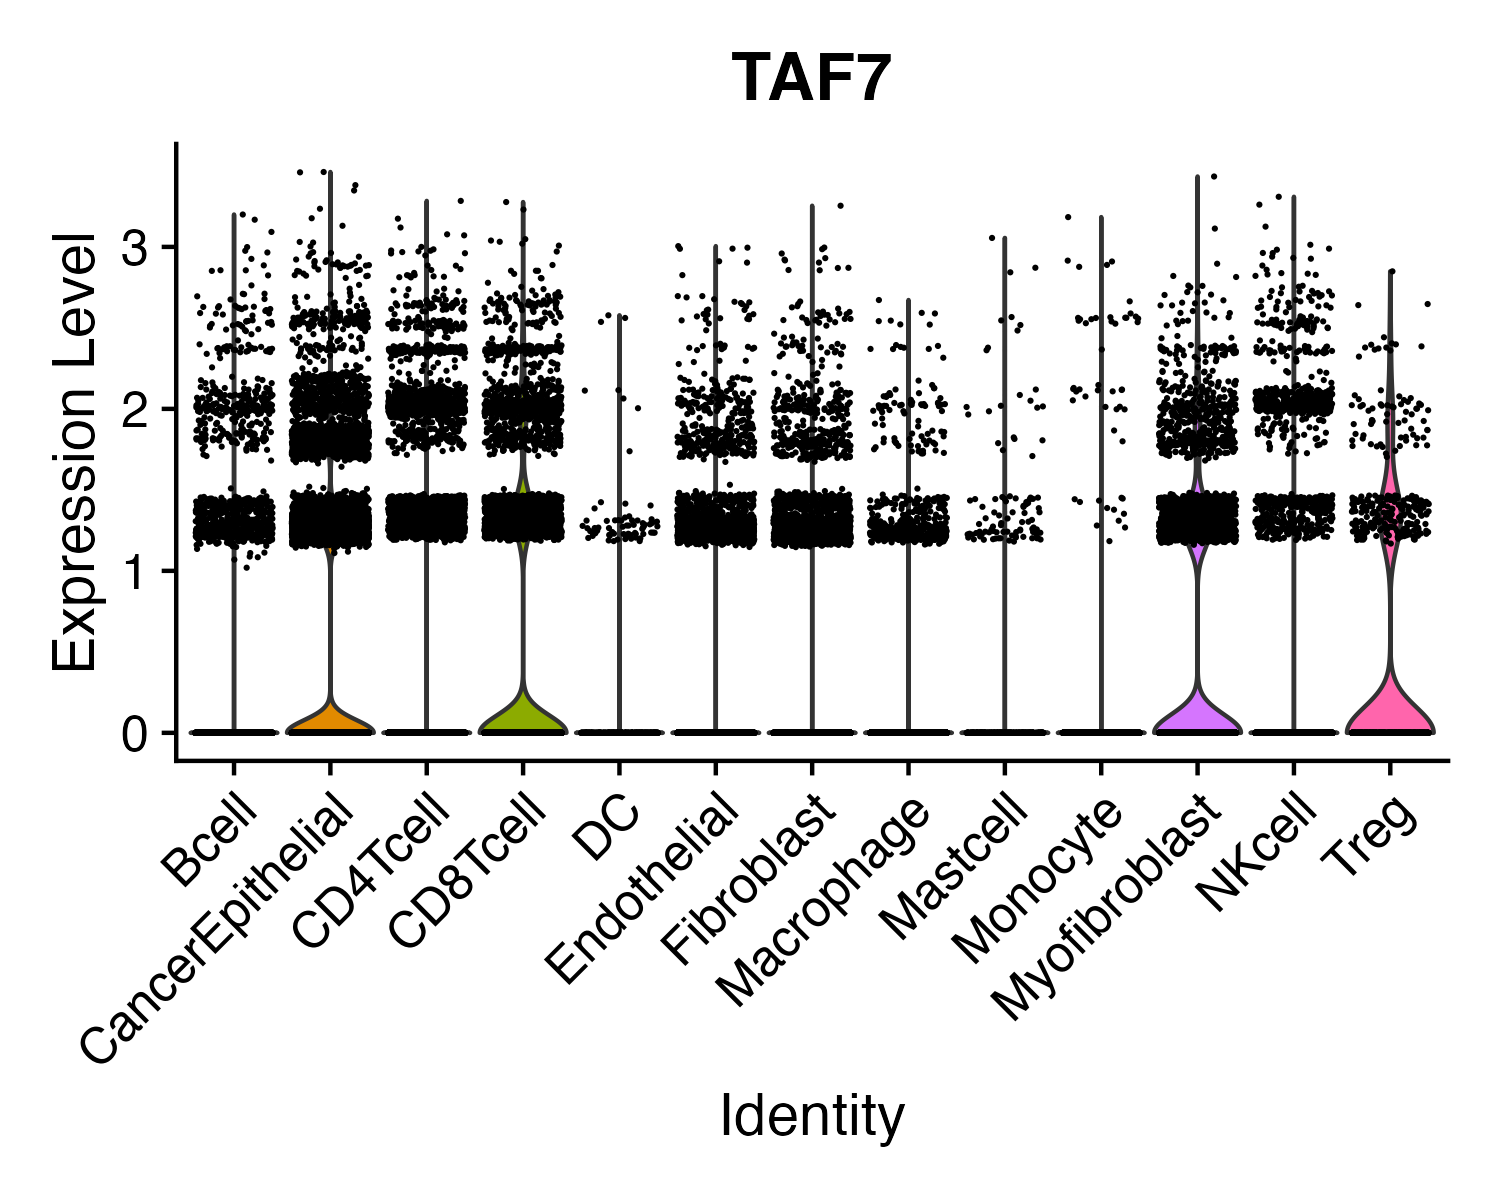 TAF7
Expression Level
3
2
1
0
Bcell
CancerEpithelial
CD4Tcell
CD8Tcell
DC
Endothelial
Fibroblast
Macrophage
Mastcell
Monocyte
Myofibroblast
NKcell
Treg
Identity